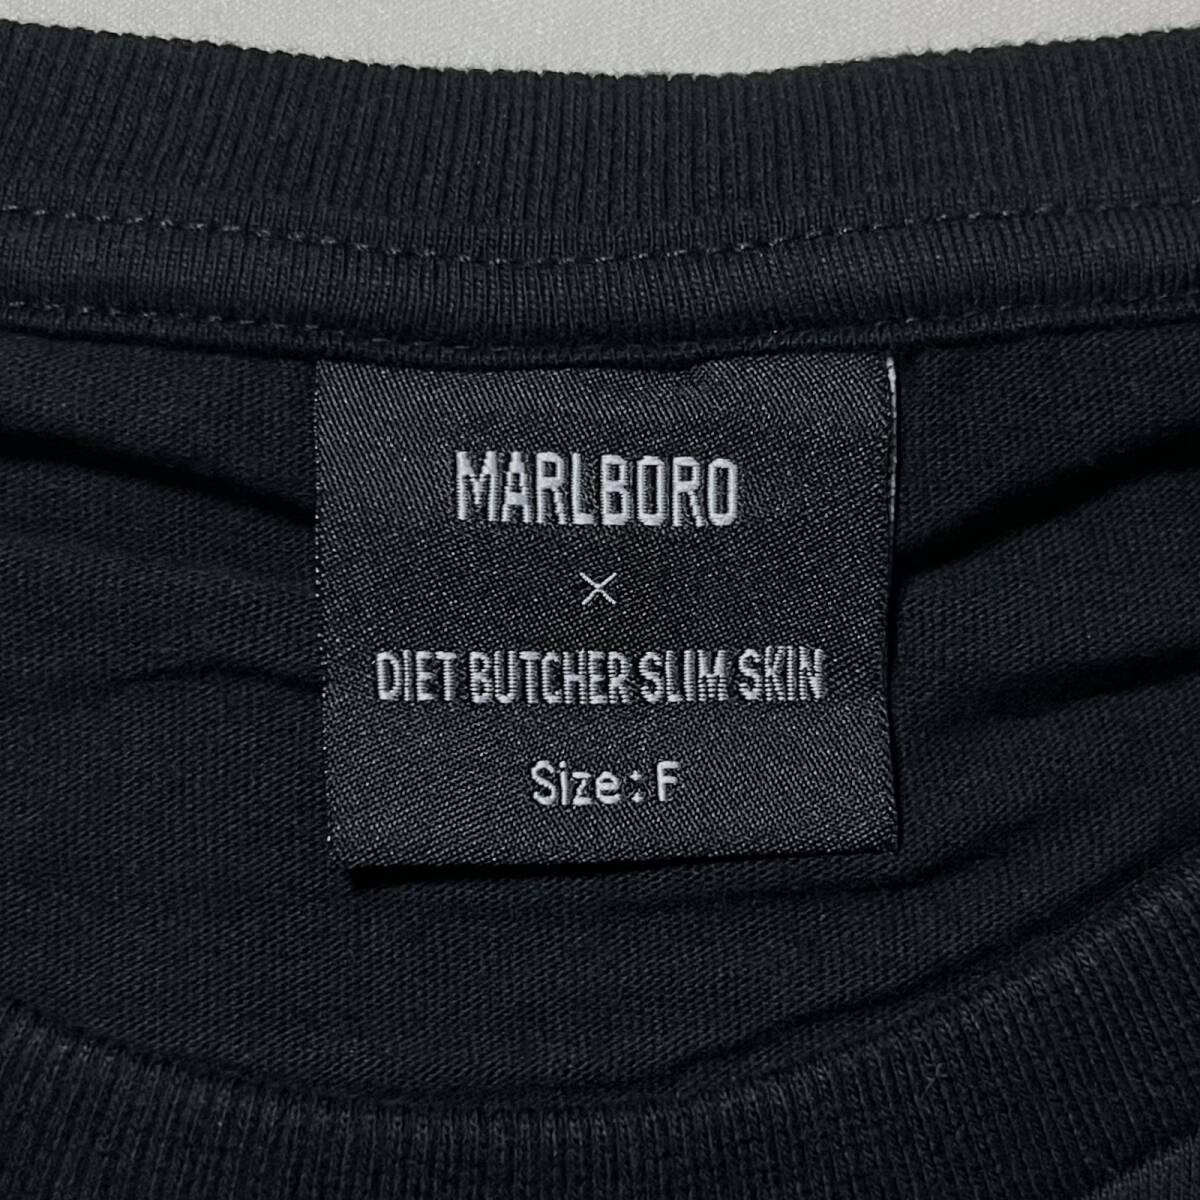 MARLBORO
×
DIET BUTCHER SLIM SKIN
Size: F